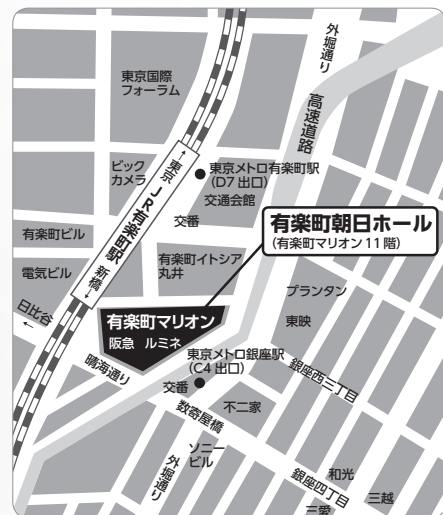 外堀通り
高速道路
東京国際
フォーラム
ビック
カメラ
↑東京 JR有楽町駅 新橋↓
東京メトロ有楽町駅
(D7 出口)
交通会館
交番
有楽町朝日ホール
(有楽町マリオン 11 階)
有楽町ビル
有楽町イトシア
丸井
電気ビル
プランタン
日比谷
←
有楽町マリオン
阪急 ルミネ
東映
晴海通り
東京メトロ銀座駅
(C4 出口)
交番
銀座西三丁目
不二家
数寄屋橋
ソニー
ビル
外堀通り
和光
銀座四丁目
三越
三愛